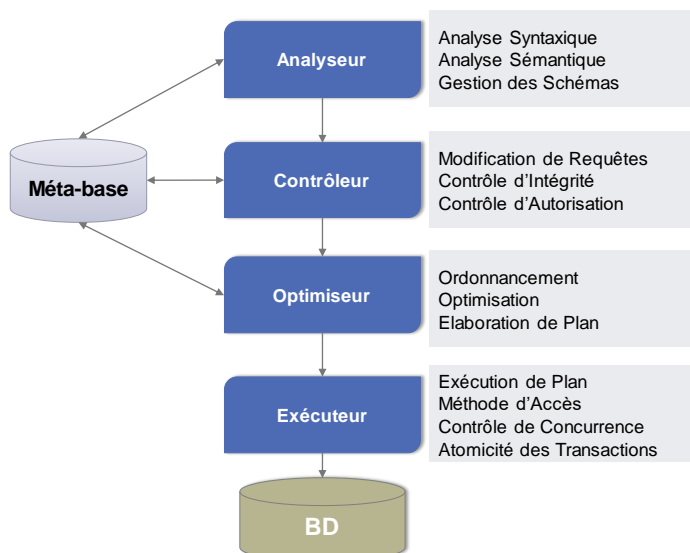 Analyseur
Analyse Syntaxique
Analyse Sémantique
Gestion des Schémas
Méta-base
Contrôleur
Modification de Requêtes
Contrôle d'Intégrité
Contrôle d'Autorisation
Optimiseur
Ordonnancement
Optimisation
Elaboration de Plan
Exécuteur
Exécution de Plan
Méthode d'Accès
Contrôle de Concurrence
Atomicité des Transactions
BD